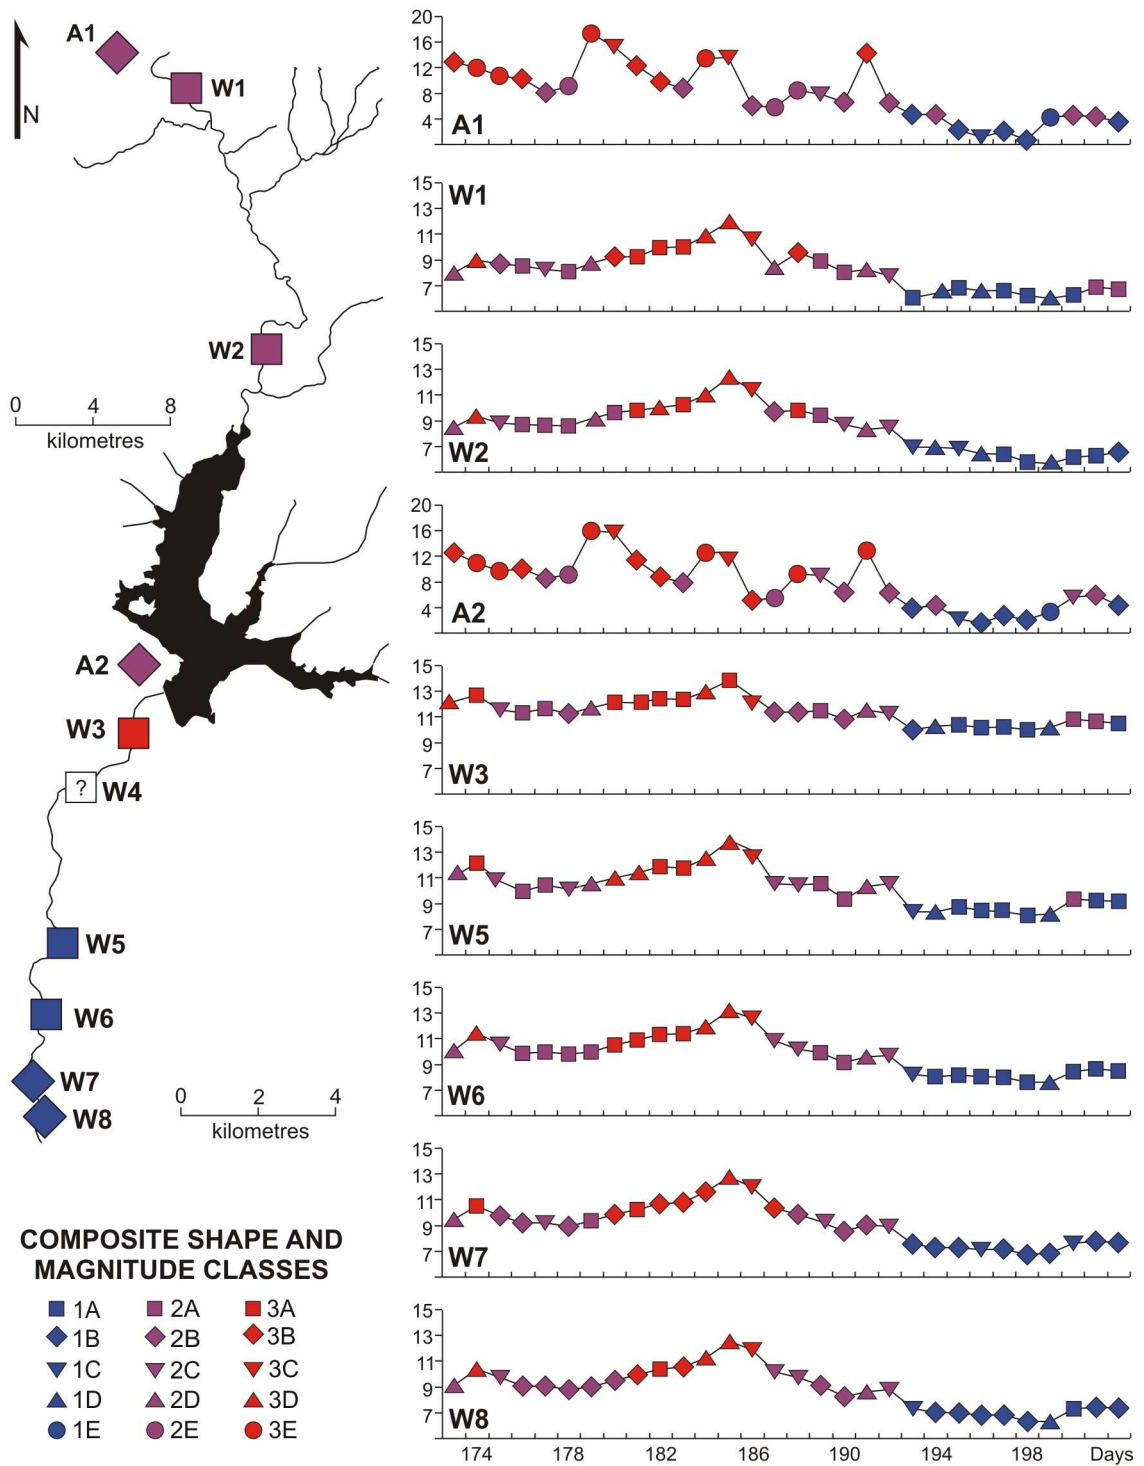 A1
W1
N
W2
0 4 8
kilometres
A2
W3
? W4
W5
W6
W7
W8
0 2 4
kilometres
COMPOSITE SHAPE AND
MAGNITUDE CLASSES
1A 2A 3A
1B 2B 3B
1C 2C 3C
1D 2D 3D
1E 2E 3E
20
16
12
8
4
A1
15
13
11
9
7
W1
15
13
11
9
7
W2
20
16
12
8
4
A2
15
13
11
9
7
W3
15
13
11
9
7
W5
15
13
11
9
7
W6
15
13
11
9
7
W7
15
13
11
9
7
W8
174 178 182 186 190 194 198 Days